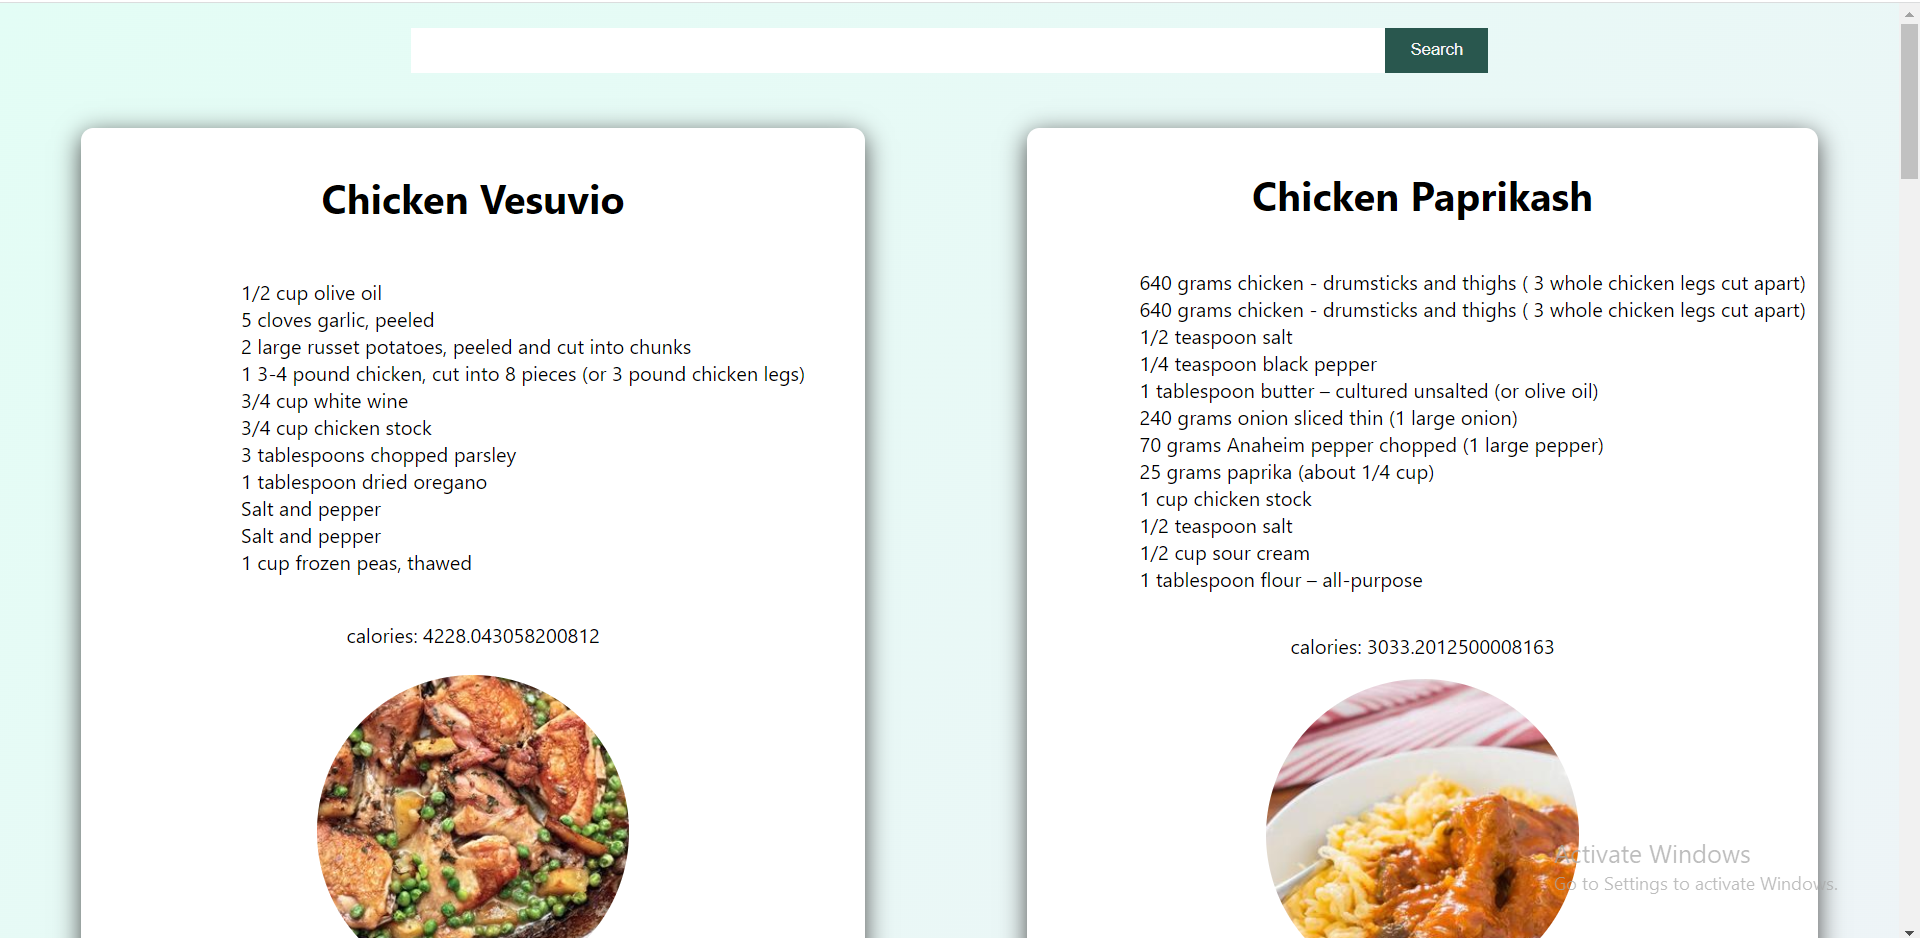 Search
Chicken Vesuvio
1/2 cup olive oil
5 cloves garlic, peeled
2 large russet potatoes, peeled and cut into chunks
1 3-4 pound chicken, cut into 8 pieces (or 3 pound chicken legs)
3/4 cup white wine
3/4 cup chicken stock
3 tablespoons chopped parsley
1 tablespoon dried oregano
Salt and pepper
Salt and pepper
1 cup frozen peas, thawed
calories: 4228.043058200812
Chicken Paprikash
640 grams chicken - drumsticks and thighs ( 3 whole chicken legs cut apart)
640 grams chicken - drumsticks and thighs ( 3 whole chicken legs cut apart)
1/2 teaspoon salt
1/4 teaspoon black pepper
1 tablespoon butter – cultured unsalted (or olive oil)
240 grams onion sliced thin (1 large onion)
70 grams Anaheim pepper chopped (1 large pepper)
25 grams paprika (about 1/4 cup)
1 cup chicken stock
1/2 teaspoon salt
1/2 cup sour cream
1 tablespoon flour – all-purpose
calories: 3033.2012500008163
Activate Windows
Go to Settings to activate Windows.